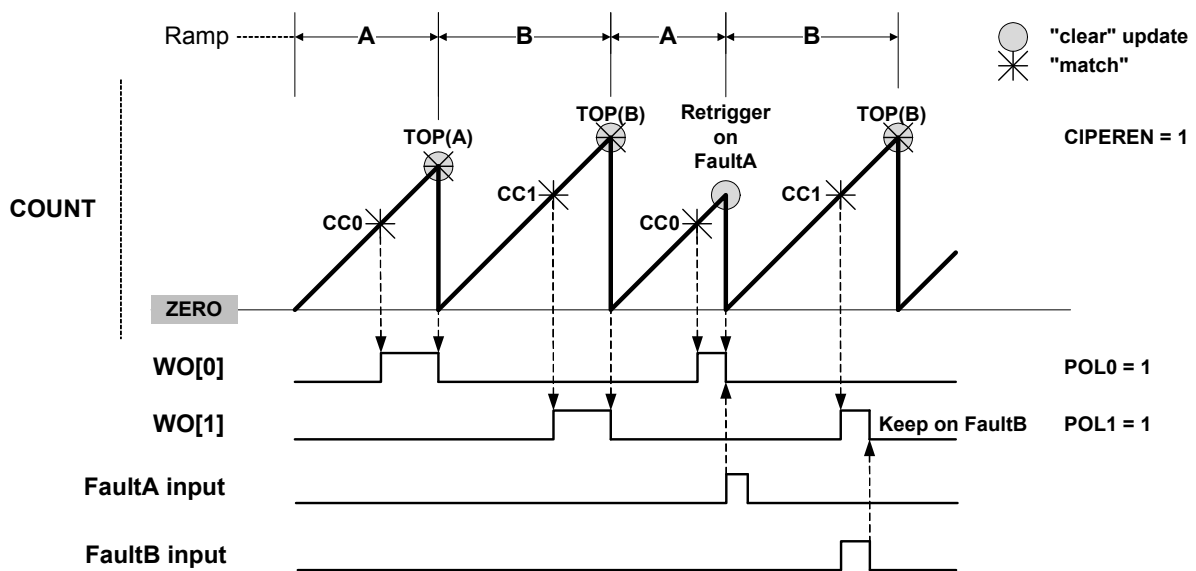 Ramp A B A B
"clear" update
"match"
TOP(A)
TOP(B)
Retrigger
on
FaultA
TOP(B)
CIPEREN = 1
COUNT
CC0
CC1
CC0
CC1
ZERO
WO[0]
POL0 = 1
WO[1]
Keep on FaultB
POL1 = 1
FaultA input
FaultB input